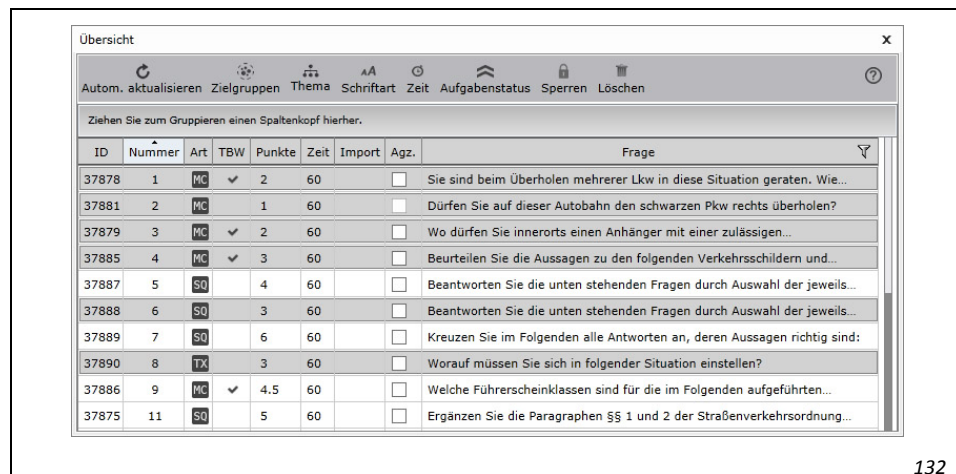 Übersicht x
Autom. aktualisieren Zielgruppen Thema Schriftart Zeit Aufgabenstatus Sperren Löschen
Ziehen Sie zum Gruppieren einen Spaltenkopf hierher.
ID Nummer Art TBW Punkte Zeit Import Agz. Frage
37878 1 MC 2 60 Sie sind beim Überholen mehrerer Lkw in diese Situation geraten. Wie...
37881 2 MC 1 60 Dürfen Sie auf dieser Autobahn den schwarzen Pkw rechts überholen?
37879 3 MC 2 60 Wo dürfen Sie innerorts einen Anhänger mit einer zulässigen...
37885 4 MC 3 60 Beurteilen Sie die Aussagen zu den folgenden Verkehrsschildern und...
37887 5 SQ 4 60 Beantworten Sie die unten stehenden Fragen durch Auswahl der jeweils...
37888 6 SQ 3 60 Beantworten Sie die unten stehenden Fragen durch Auswahl der jeweils...
37889 7 SQ 6 60 Kreuzen Sie im Folgenden alle Antworten an, deren Aussagen richtig sind:
37890 8 TX 3 60 Worauf müssen Sie sich in folgender Situation einstellen?
37886 9 MC 4.5 60 Welche Führerscheinklassen sind für die im Folgenden aufgeführten...
37875 11 SQ 5 60 Ergänzen Sie die Paragraphen §§ 1 und 2 der Straßenverkehrsordnung...
132